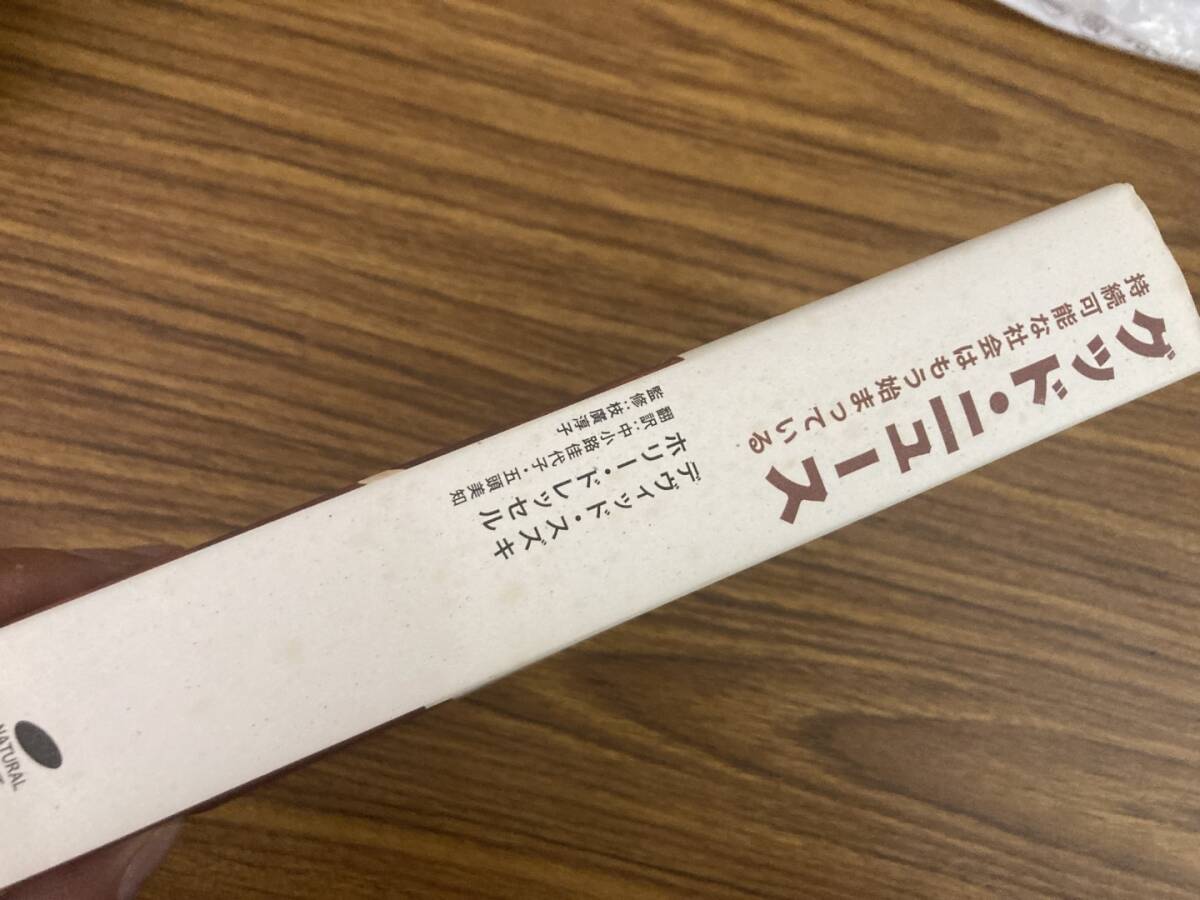 グッド・ニュース
持続可能な社会はもう始まっている
デヴィッド・スズキ
ホリー・ドレッセル
翻訳:中小路佳代子・五頭美知
監修:枝廣淳子
NATURAL